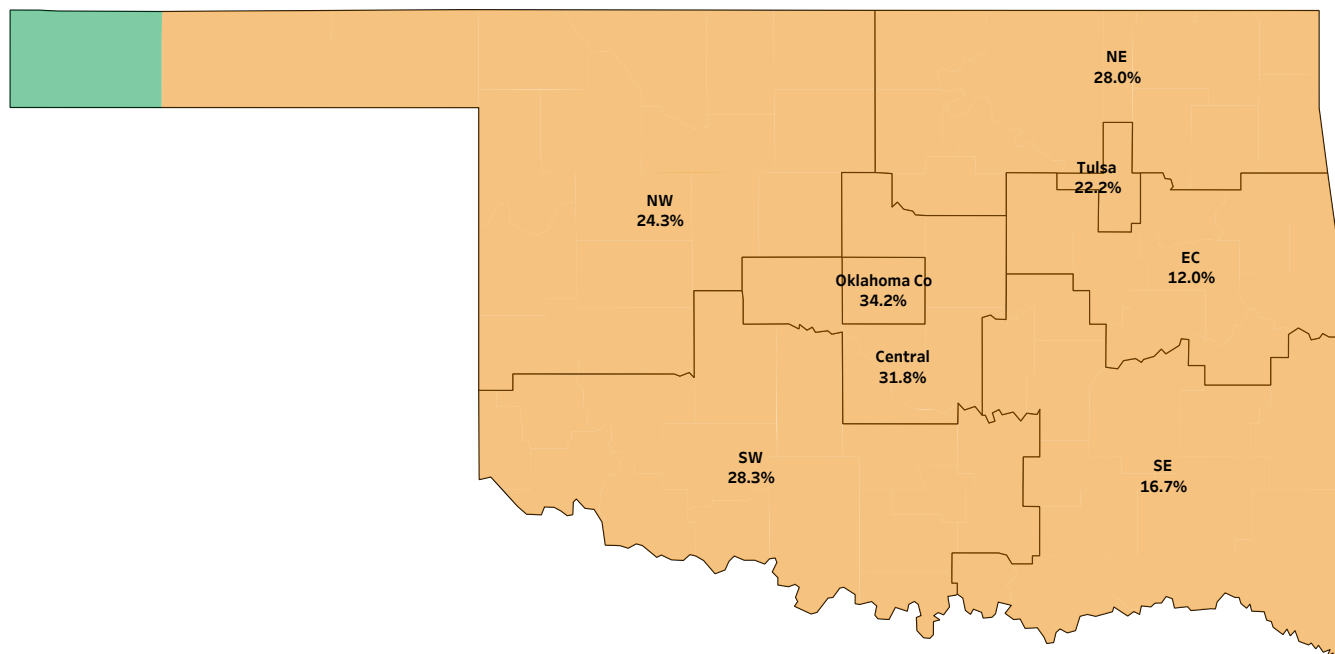 NE
28.0%
Tulsa
22.2%
NW
24.3%
EC
12.0%
Oklahoma Co
34.2%
Central
31.8%
SW
28.3%
SE
16.7%